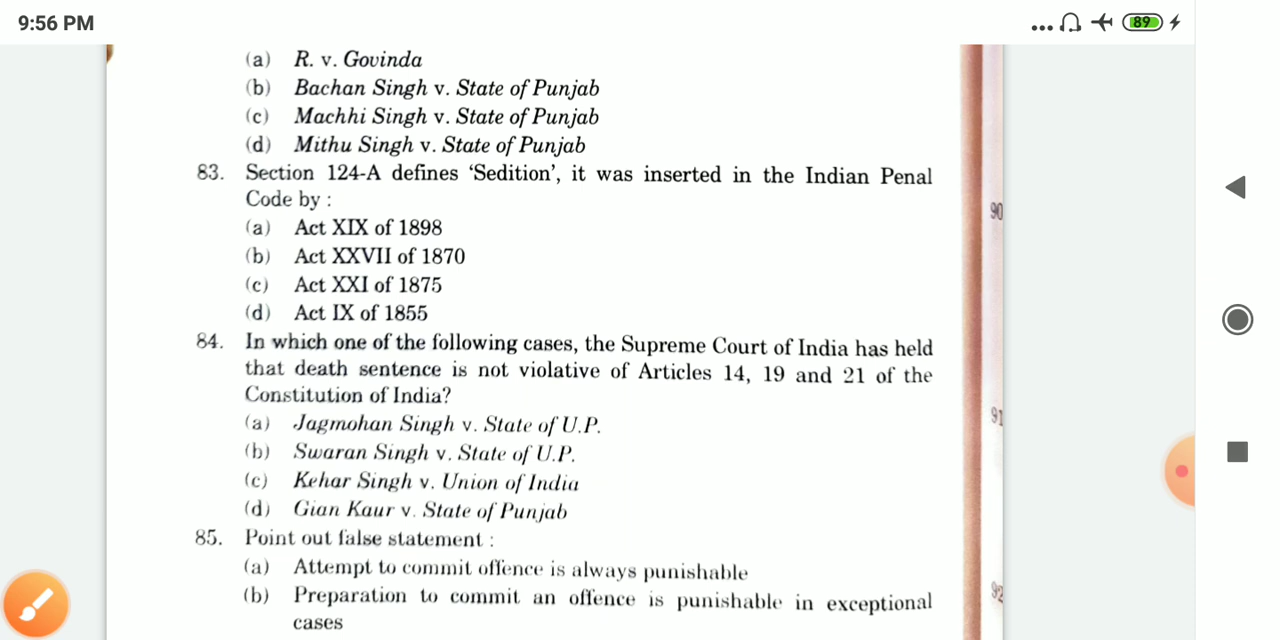 9:56 PM
89
(a) R. v. Govinda
(b) Bachan Singh v. State of Punjab
(c) Machhi Singh v. State of Punjab
(d) Mithu Singh v. State of Punjab
83. Section 124-A defines ‘Sedition’, it was inserted in the Indian Penal
Code by :
(a) Act XIX of 1898
(b) Act XXVII of 1870
(c) Act XXI of 1875
(d) Act IX of 1855
84. In which one of the following cases, the Supreme Court of India has held
that death sentence is not violative of Articles 14, 19 and 21 of the
Constitution of India?
(a) Jagmohan Singh v. State of U.P.
(b) Swaran Singh v. State of U.P.
(c) Kehar Singh v. Union of India
(d) Gian Kaur v. State of Punjab
85. Point out false statement :
(a) Attempt to commit offence is always punishable
(b) Preparation to commit an offence is punishable in exceptional
cases
90
91
92